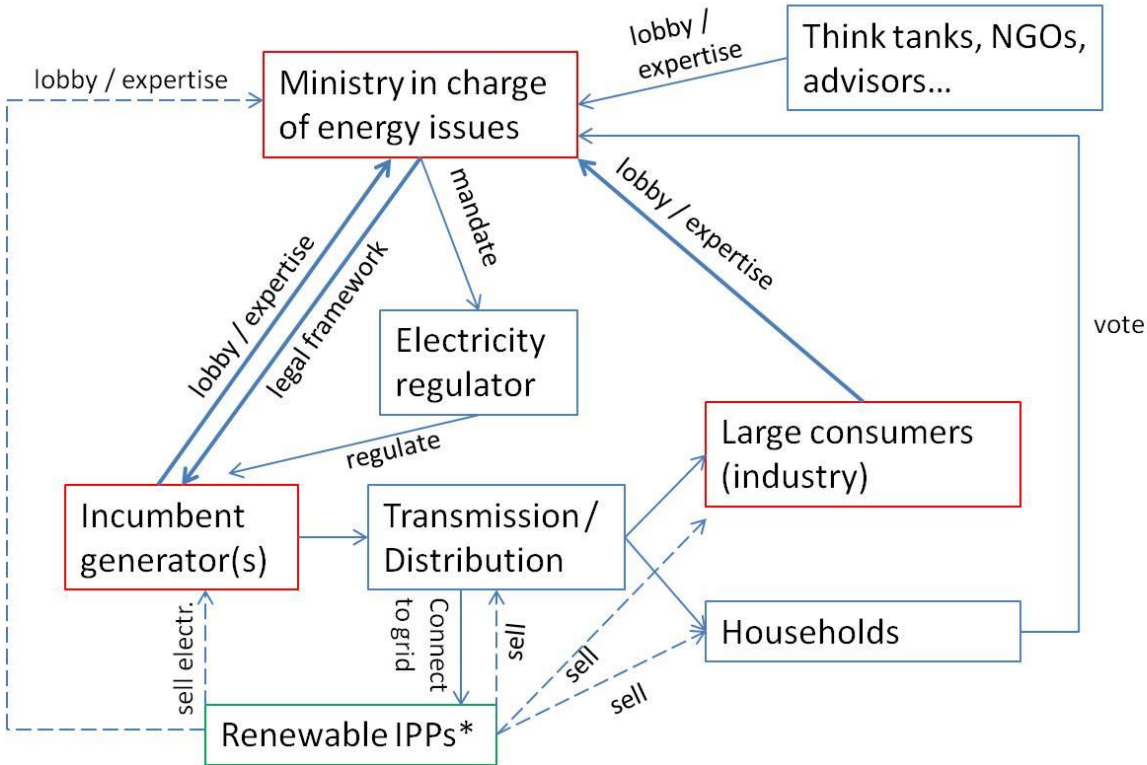 lobby / expertise
Ministry in charge
of energy issues
lobby /
expertise
Think tanks, NGOs,
advisors...
lobby / expertise
legal framework
mandate
lobby / expertise
vote
Electricity
regulator
regulate
Large consumers
(industry)
Incumbent
generator(s)
Transmission /
Distribution
Households
sell electr.
Connect
to grid
sell
sell
sell
Renewable IPPs*